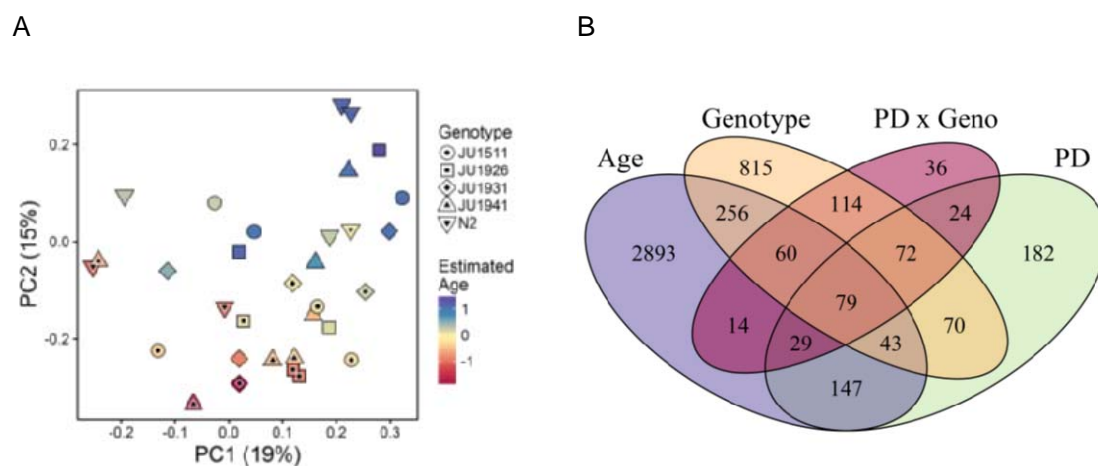 A
B
Genotype
JU1511
JU1926
JU1931
JU1941
N2
Estimated
Age
1
0
-1
PC2 (15%)
0.2
0.0
-0.2
-0.2
-0.1
0.0
0.1
0.2
0.3
PC1 (19%)
Genotype
PD x Geno
Age
PD
815
36
256
114
24
2893
60
72
182
79
14
29
43
70
147